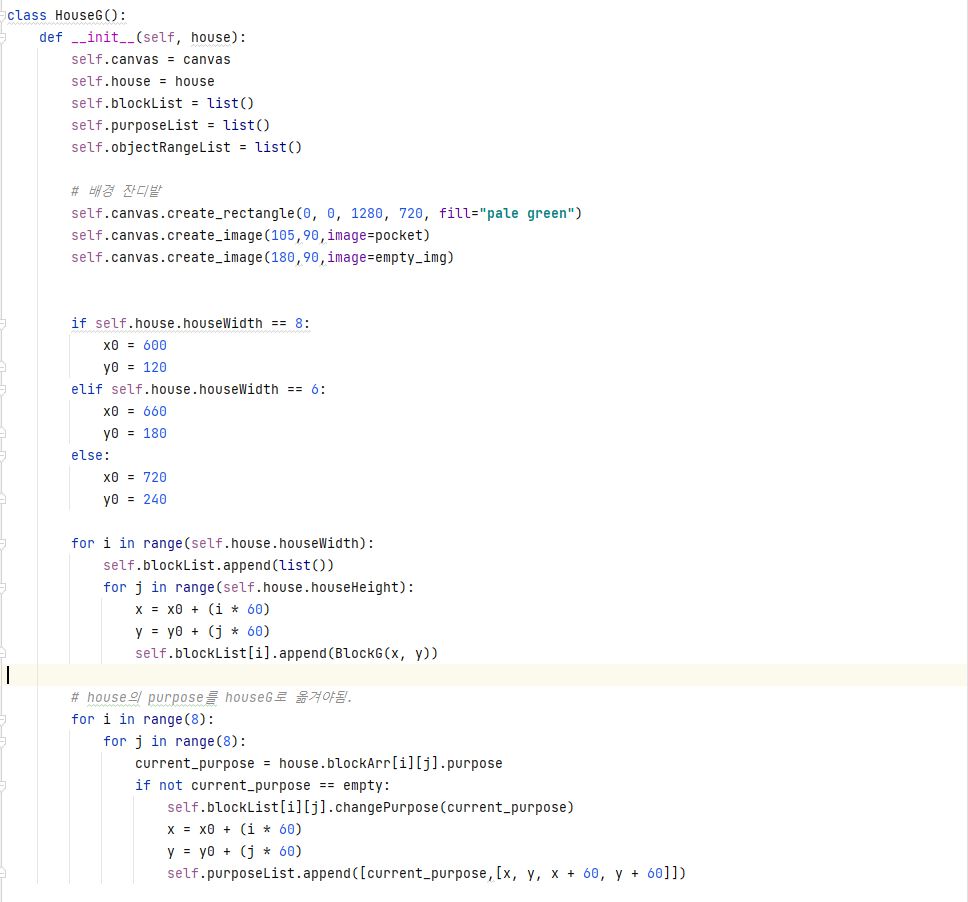 class HouseG():
    def __init__(self, house):
        self.canvas = canvas
        self.house = house
        self.blockList = list()
        self.purposeList = list()
        self.objectRangeList = list()

        # 배경 잔디밭
        self.canvas.create_rectangle(0, 0, 1280, 720, fill="pale green")
        self.canvas.create_image(105,90,image=pocket)
        self.canvas.create_image(180,90,image=empty_img)


        if self.house.houseWidth == 8:
            x0 = 600
            y0 = 120
        elif self.house.houseWidth == 6:
            x0 = 660
            y0 = 180
        else:
            x0 = 720
            y0 = 240

        for i in range(self.house.houseWidth):
            self.blockList.append(list())
            for j in range(self.house.houseHeight):
                x = x0 + (i * 60)
                y = y0 + (j * 60)
                self.blockList[i].append(BlockG(x, y))

        # house의 purpose를 houseG로 옮겨야됨.
        for i in range(8):
            for j in range(8):
                current_purpose = house.blockArr[i][j].purpose
                if not current_purpose == empty:
                    self.blockList[i][j].changePurpose(current_purpose)
                    x = x0 + (i * 60)
                    y = y0 + (j * 60)
                    self.purposeList.append([current_purpose,[x, y, x + 60, y + 60]])